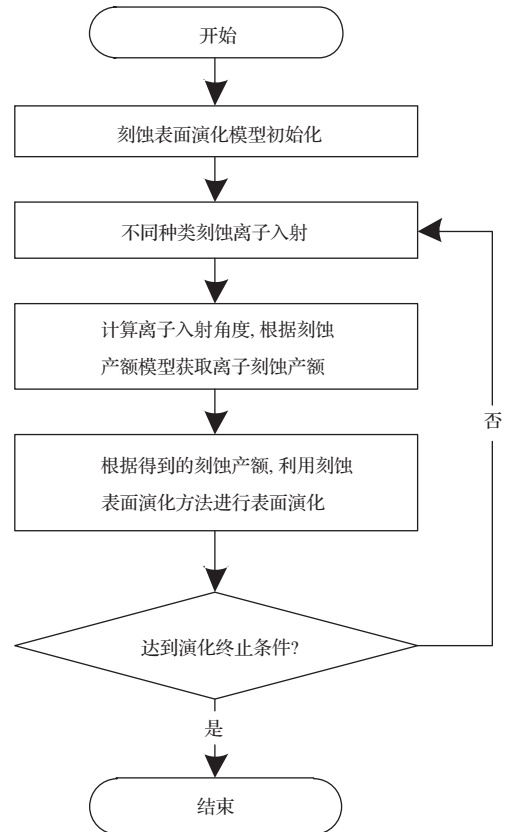 开始
刻蚀表面演化模型初始化
不同种类刻蚀离子入射
计算离子入射角度, 根据刻蚀
产额模型获取离子刻蚀产额
根据得到的刻蚀产额, 利用刻蚀
表面演化方法进行表面演化
达到演化终止条件?
否
是
结束